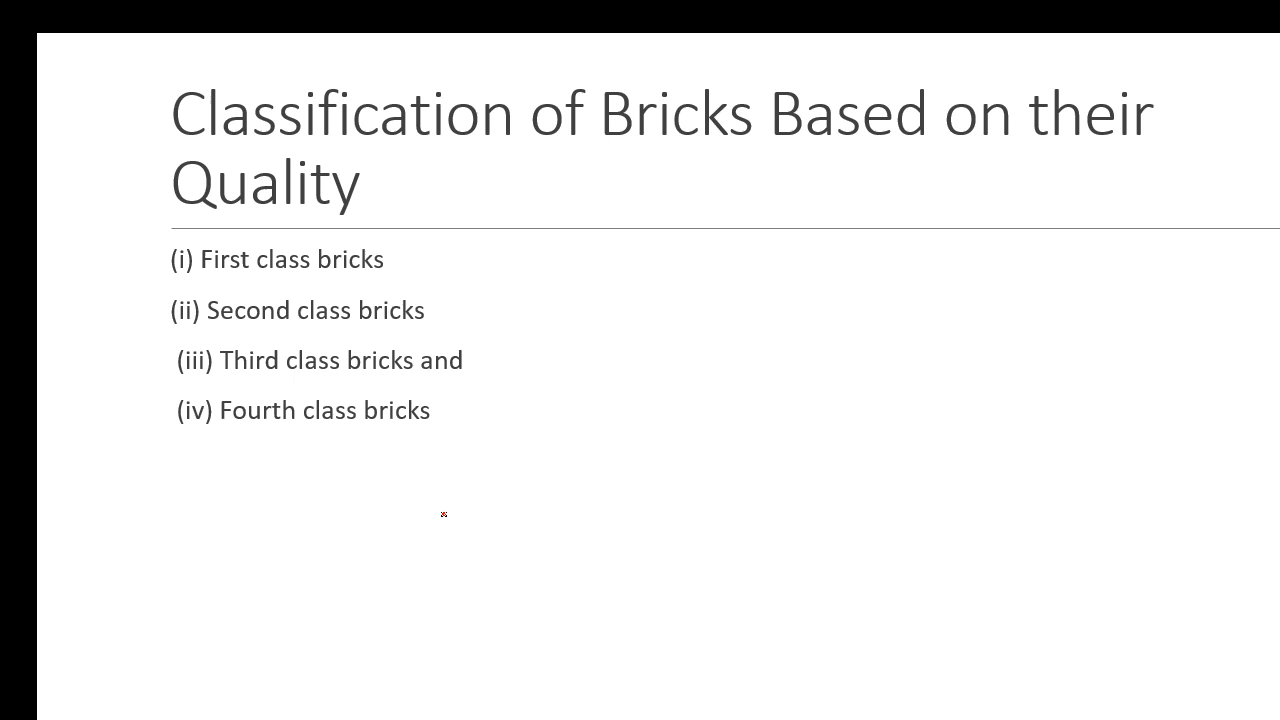 Classification of Bricks Based on their
Quality
(i) First class bricks
(ii) Second class bricks
(iii) Third class bricks and
(iv) Fourth class bricks